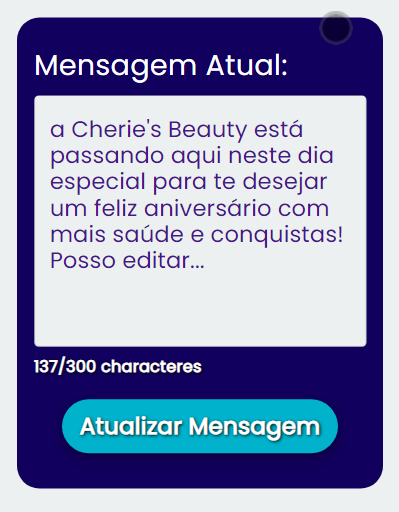 Mensagem Atual:
a Cherie's Beauty está
passando aqui neste dia
especial para te desejar
um feliz aniversário com
mais saúde e conquistas!
Posso editar...
137/300 characteres
Atualizar Mensagem